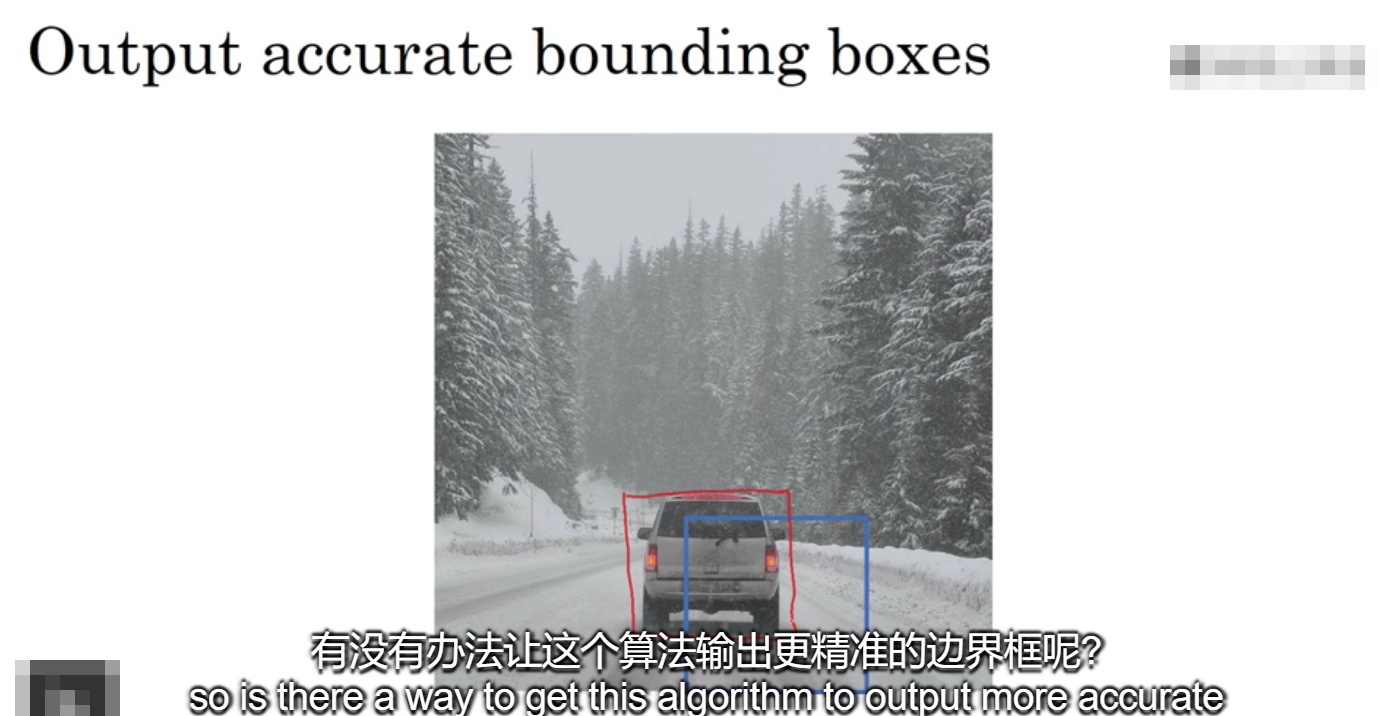 Output accurate bounding boxes
有没有办法让这个算法输出更精准的边界框呢?
so is there a way to get this algorithm to output more accurate